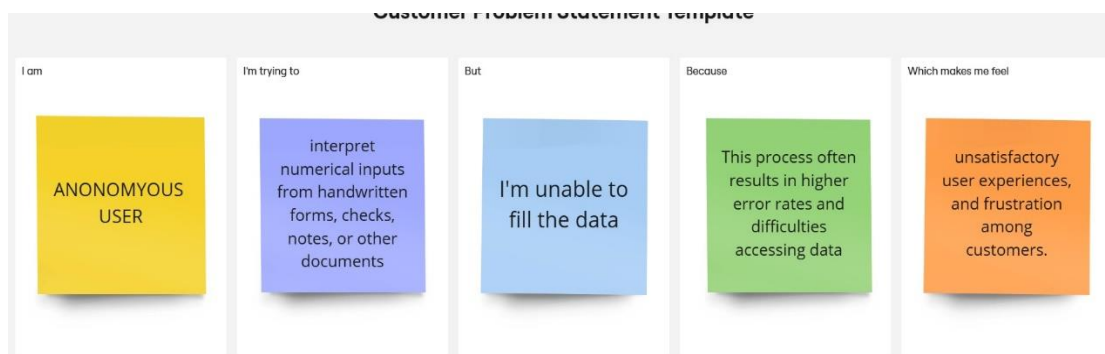 Customer Problem Statement Template
I am
I'm trying to
But
Because
Which makes me feel
ANONOMYOUS
USER
interpret
numerical inputs
from handwritten
forms, checks,
notes, or other
documents
I'm unable to
fill the data
This process often
results in higher
error rates and
difficulties
accessing data
unsatisfactory
user experiences,
and frustration
among
customers.